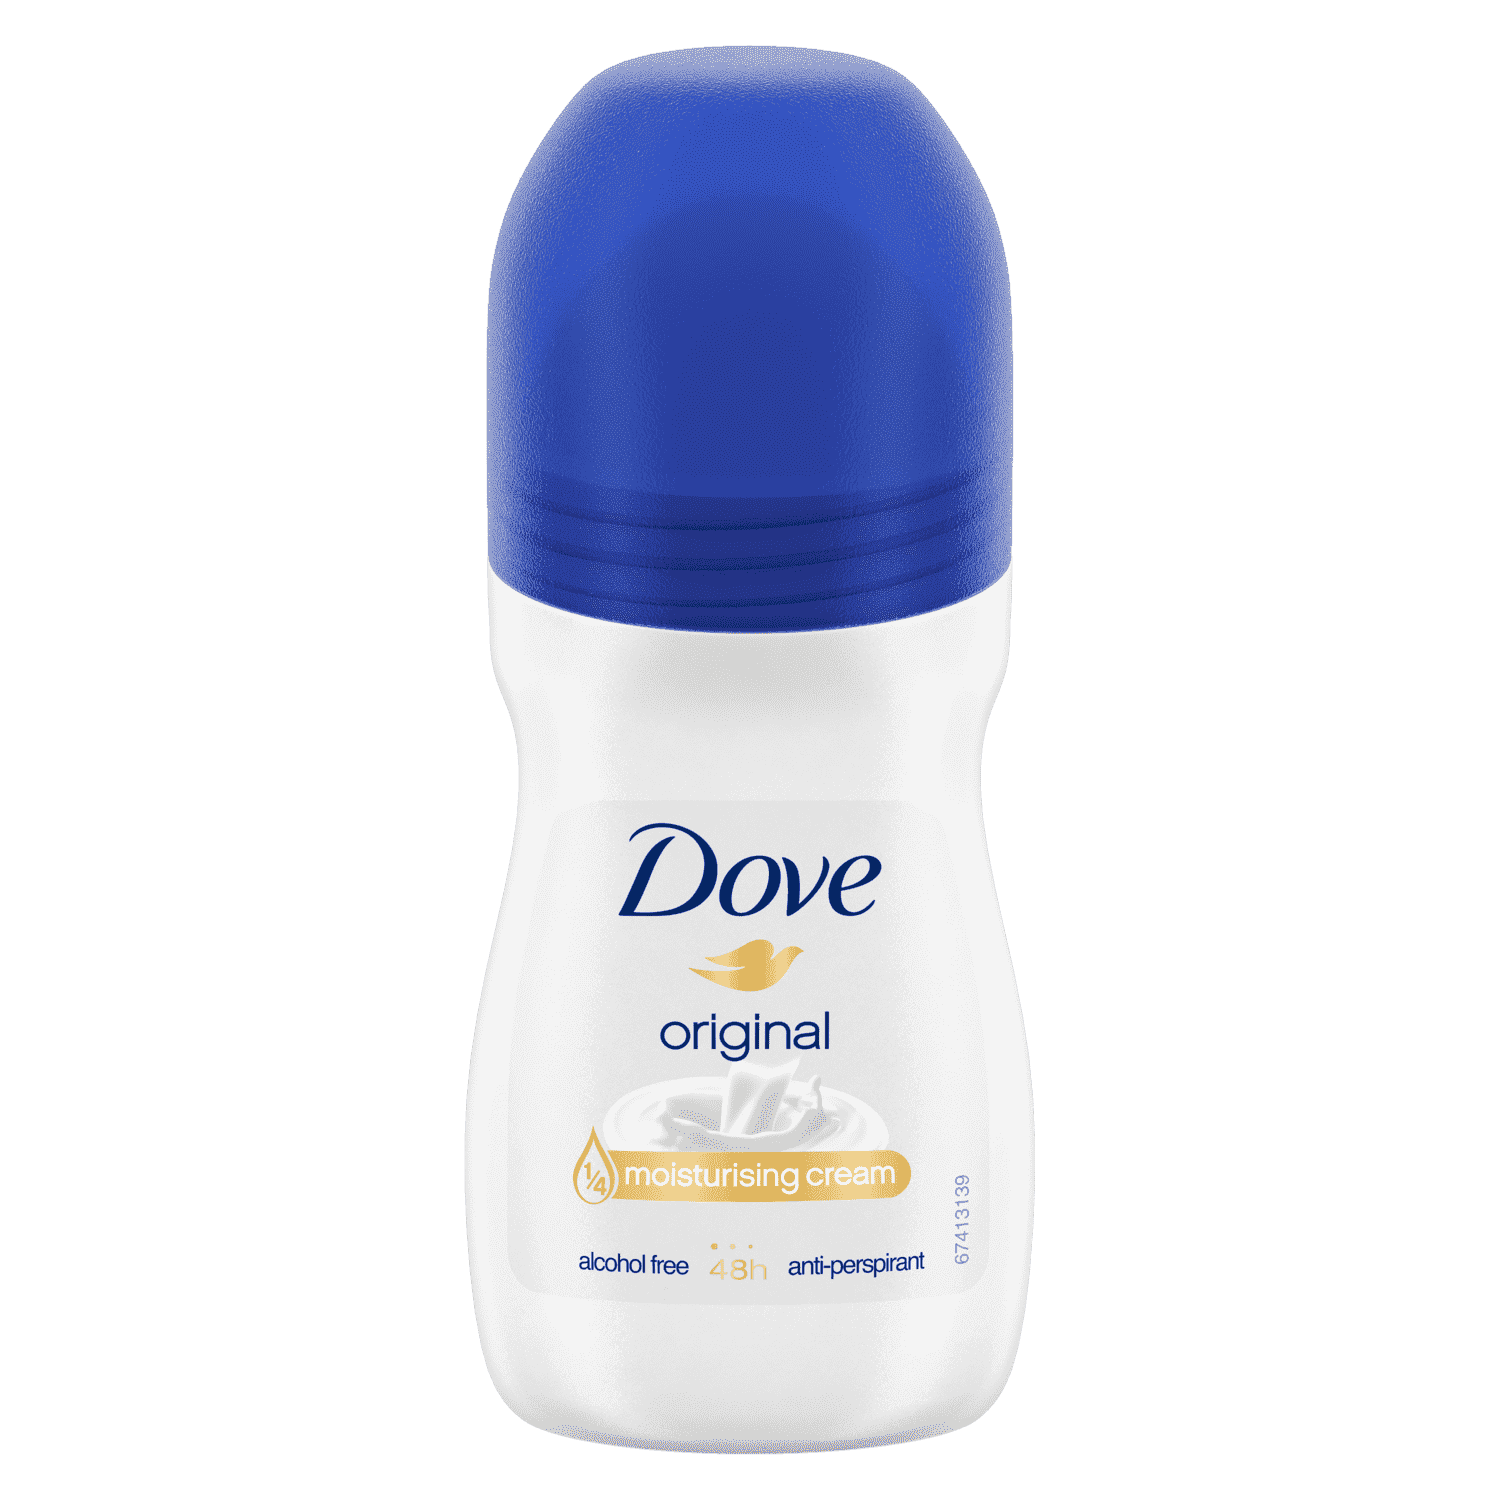 Dove
original
1/4 moisturising cream
alcohol free 48h anti-perspirant
67413139